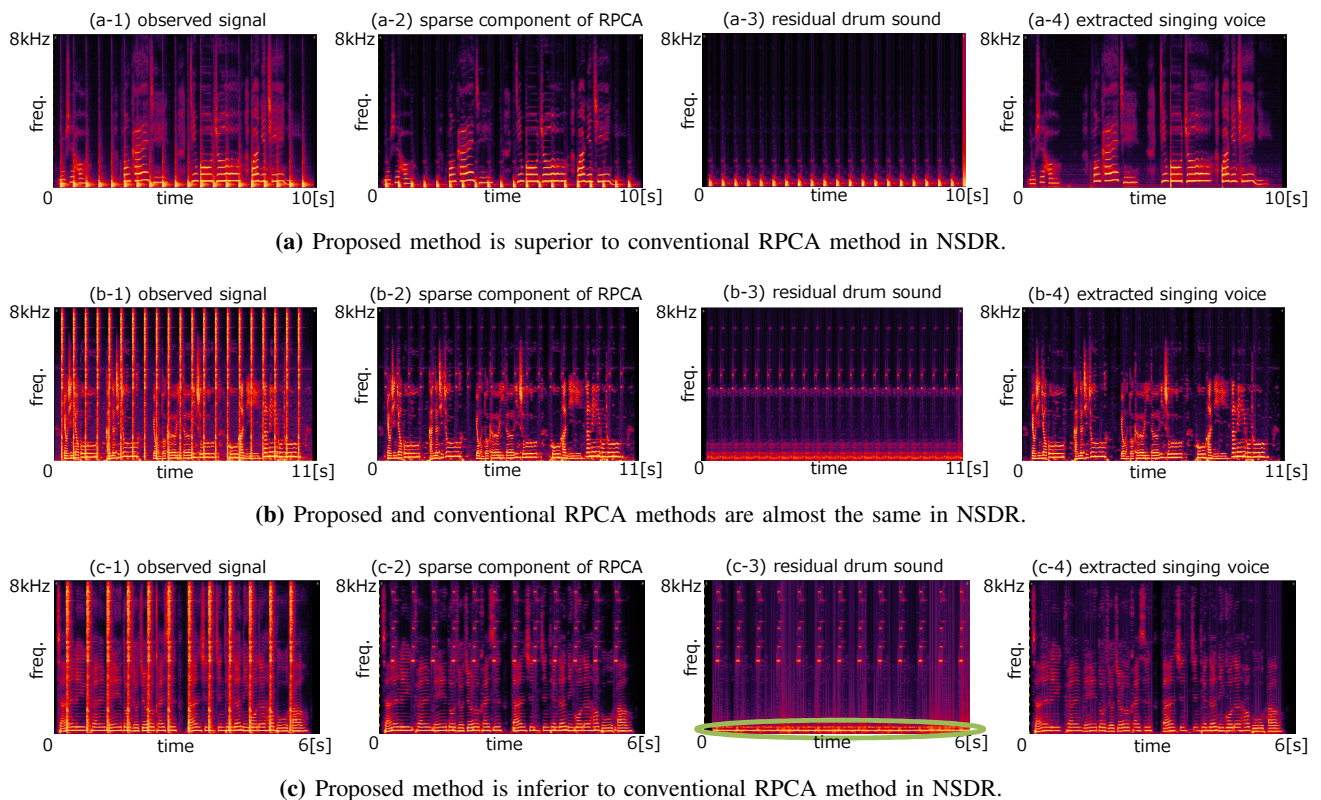 (a-1) observed signal (a-2) sparse component of RPCA (a-3) residual drum sound (a-4) extracted singing voice
8kHz 8kHz 8kHz 8kHz
freq. freq. freq. freq.
0 time 10[s] 0 time 10[s] 0 time 10[s] 0 time 10[s]
(a) Proposed method is superior to conventional RPCA method in NSDR.
(b-1) observed signal (b-2) sparse component of RPCA (b-3) residual drum sound (b-4) extracted singing voice
8kHz 8kHz 8kHz 8kHz
freq. freq. freq. freq.
0 time 11[s] 0 time 11[s] 0 time 11[s] 0 time 11[s]
(b) Proposed and conventional RPCA methods are almost the same in NSDR.
(c-1) observed signal (c-2) sparse component of RPCA (c-3) residual drum sound (c-4) extracted singing voice
8kHz 8kHz 8kHz 8kHz
freq. freq. freq. freq.
0 time 6[s] 0 time 6[s] 0 time 6[s] 0 time 6[s]
(c) Proposed method is inferior to conventional RPCA method in NSDR.